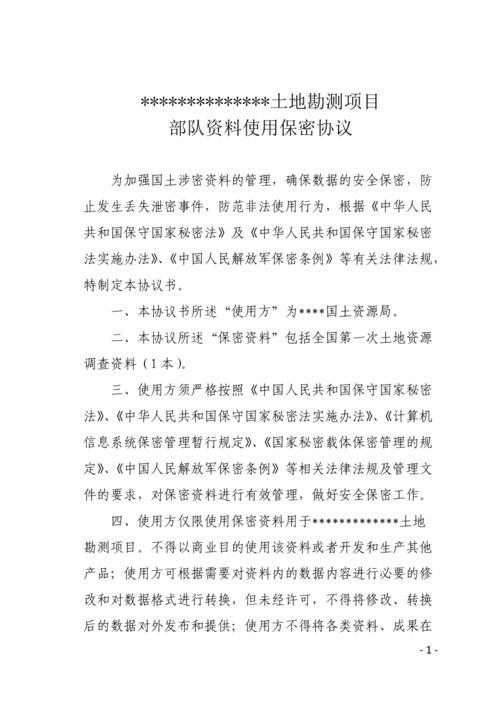 **************土地勘测项目
部队资料使用保密协议
为加强国土涉密资料的管理，确保数据的安全保密，防
止发生丢失泄密事件，防范非法使用行为，根据《中华人民
共和国保守国家秘密法》及《中华人民共和国保守国家秘密
法实施办法》、《中国人民解放军保密条例》等有关法律法规，
特制定本协议书。
一、本协议书所述“使用方”为****国土资源局。
二、本协议所述“保密资料”包括全国第一次土地资源
调查资料（1本）。
三、使用方须严格按照《中国人民共和国保守国家秘密
法》、《中华人民共和国保守国家秘密法实施办法》、《计算机
信息系统保密管理暂行规定》、《国家秘密载体保密管理的规
定》、《中国人民解放军保密条例》等相关法律法规及管理文
件的要求，对保密资料进行有效管理，做好安全保密工作。
四、使用方仅限使用保密资料用于*************土地
勘测项目。不得以商业目的使用该资料或者开发和生产其他
产品；使用方可根据需要对资料内的数据内容进行必要的修
改和对数据格式进行转换，但未经许可，不得将修改、转换
后的数据对外发布和提供；使用方不得将各类资料、成果在
- 1 -